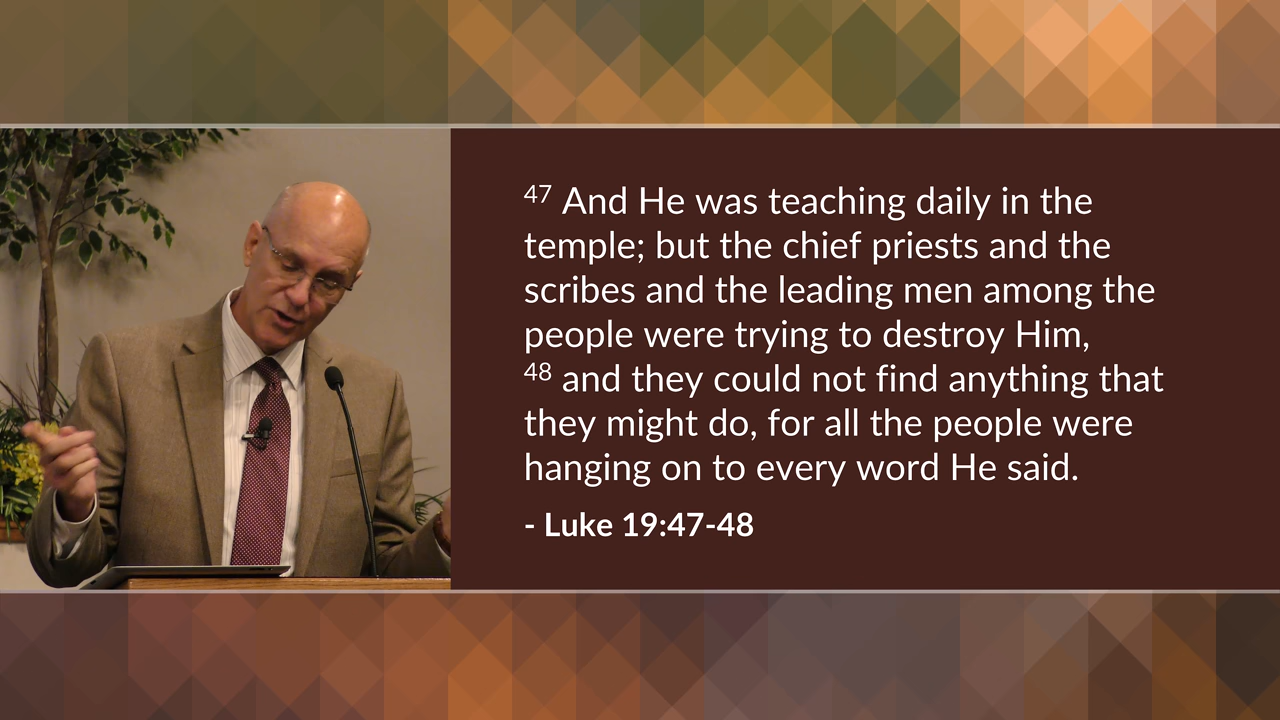 47 And He was teaching daily in the
temple; but the chief priests and the
scribes and the leading men among the
people were trying to destroy Him,
48 and they could not find anything that
they might do, for all the people were
hanging on to every word He said.
- Luke 19:47-48